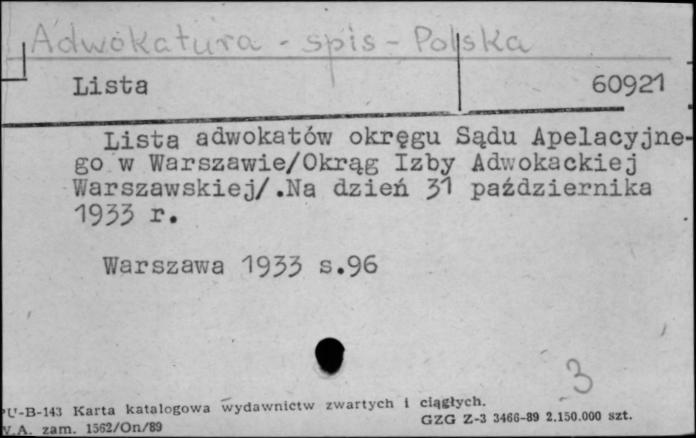 Adwokatura - spis - Polska
Lista 60921
Lista adwokatów okręgu Sądu Apelacyjne-
go w Warszawie/Okrąg Izby Adwokackiej
Warszawskiej/.Na dzień 31 października
1933 r.
Warszawa 1933 s.96
3
PU-B-143 Karta katalogowa wydawnictw zwartych i ciągłych.
W.A. zam. 1562/On/89 GZG Z-3 3466-89 2.150.000 szt.